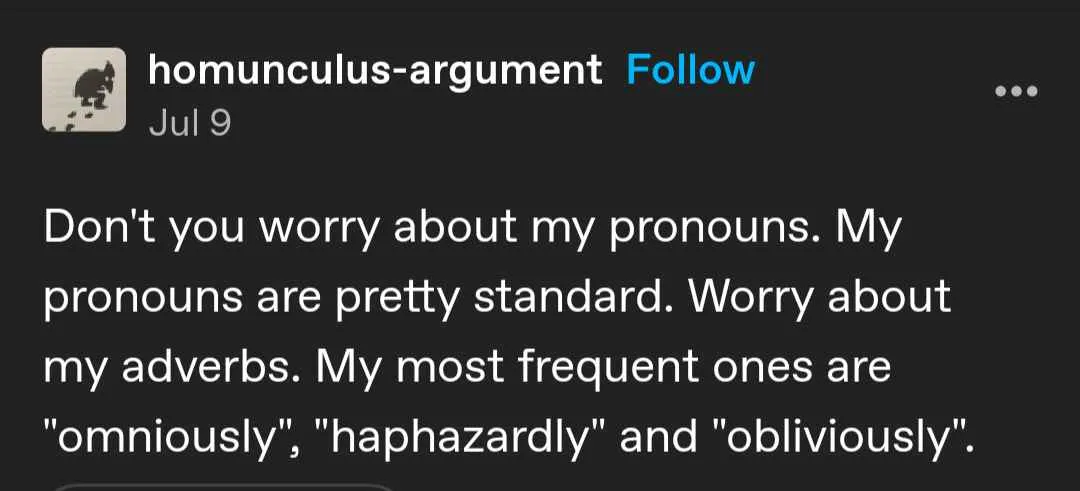 homunculus-argument Follow
Jul 9
Don't you worry about my pronouns. My
pronouns are pretty standard. Worry about
my adverbs. My most frequent ones are
"omniously", "haphazardly" and "obliviously".